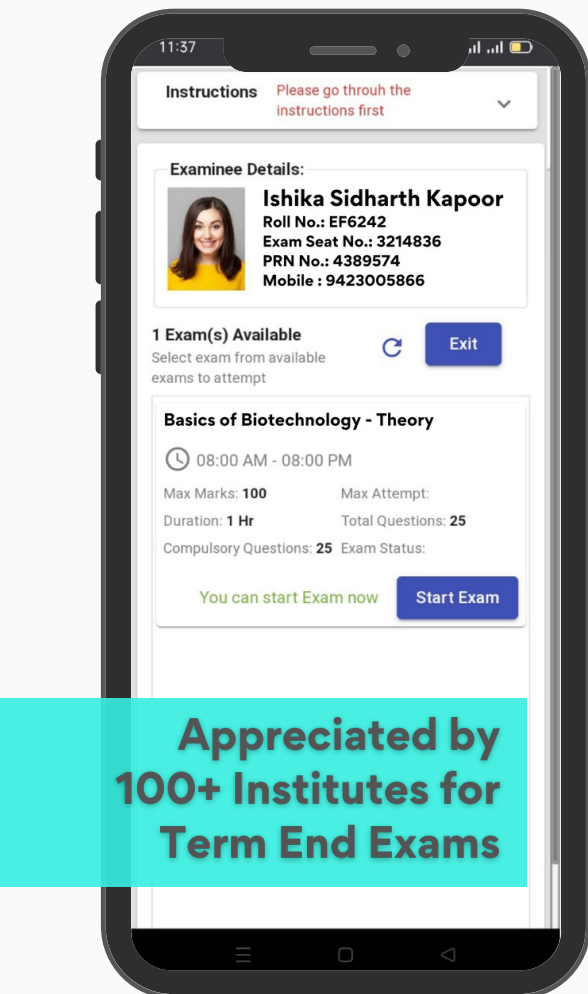 11:37
Instructions Please go throuh the
instructions first
Examinee Details:
Ishika Sidharth Kapoor
Roll No.: EF6242
Exam Seat No.: 3214836
PRN No.: 4389574
Mobile : 9423005866
1 Exam(s) Available
Select exam from available
exams to attempt
Exit
Basics of Biotechnology - Theory
08:00 AM - 08:00 PM
Max Marks: 100 Max Attempt:
Duration: 1 Hr Total Questions: 25
Compulsory Questions: 25 Exam Status:
You can start Exam now Start Exam
Appreciated by
100+ Institutes for
Term End Exams